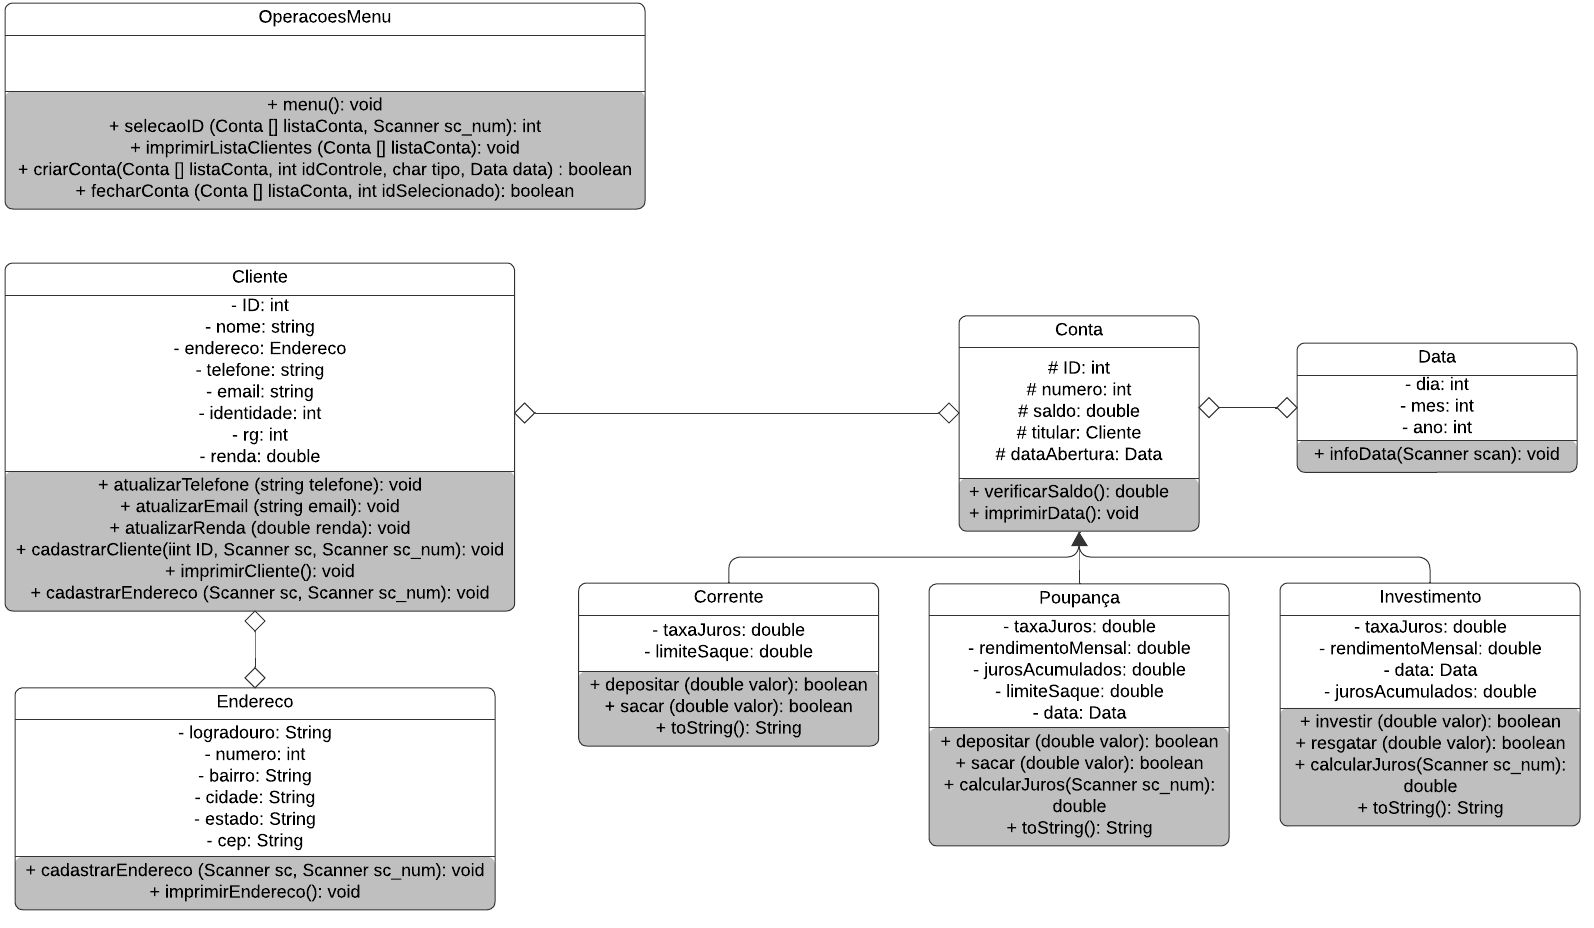 OperacoesMenu
+ menu(): void
+ selecaoID (Conta [] listaConta, Scanner sc_num): int
+ imprimirListaClientes (Conta [] listaConta): void
+ criarConta(Conta [] listaConta, int idControle, char tipo, Data data) : boolean
+ fecharConta (Conta [] listaConta, int idSelecionado): boolean
Cliente
- ID: int
- nome: string
- endereco: Endereco
- telefone: string
- email: string
- identidade: int
- rg: int
- renda: double
+ atualizarTelefone (string telefone): void
+ atualizarEmail (string email): void
+ atualizarRenda (double renda): void
+ cadastrarCliente(iint ID, Scanner sc, Scanner sc_num): void
+ imprimirCliente(): void
+ cadastrarEndereco (Scanner sc, Scanner sc_num): void
Conta
# ID: int
# numero: int
# saldo: double
# titular: Cliente
# dataAbertura: Data
+ verificarSaldo(): double
+ imprimirData(): void
Data
- dia: int
- mes: int
- ano: int
+ infoData(Scanner scan): void
Endereco
- logradouro: String
- numero: int
- bairro: String
- cidade: String
- estado: String
- cep: String
+ cadastrarEndereco (Scanner sc, Scanner sc_num): void
+ imprimirEndereco(): void
Corrente
- taxaJuros: double
- limiteSaque: double
+ depositar (double valor): boolean
+ sacar (double valor): boolean
+ toString(): String
Poupança
- taxaJuros: double
- rendimentoMensal: double
- jurosAcumulados: double
- limiteSaque: double
- data: Data
+ depositar (double valor): boolean
+ sacar (double valor): boolean
+ calcularJuros(Scanner sc_num):
double
+ toString(): String
Investimento
- taxaJuros: double
- rendimentoMensal: double
- data: Data
- jurosAcumulados: double
+ investir (double valor): boolean
+ resgatar (double valor): boolean
+ calcularJuros(Scanner sc_num):
double
+ toString(): String